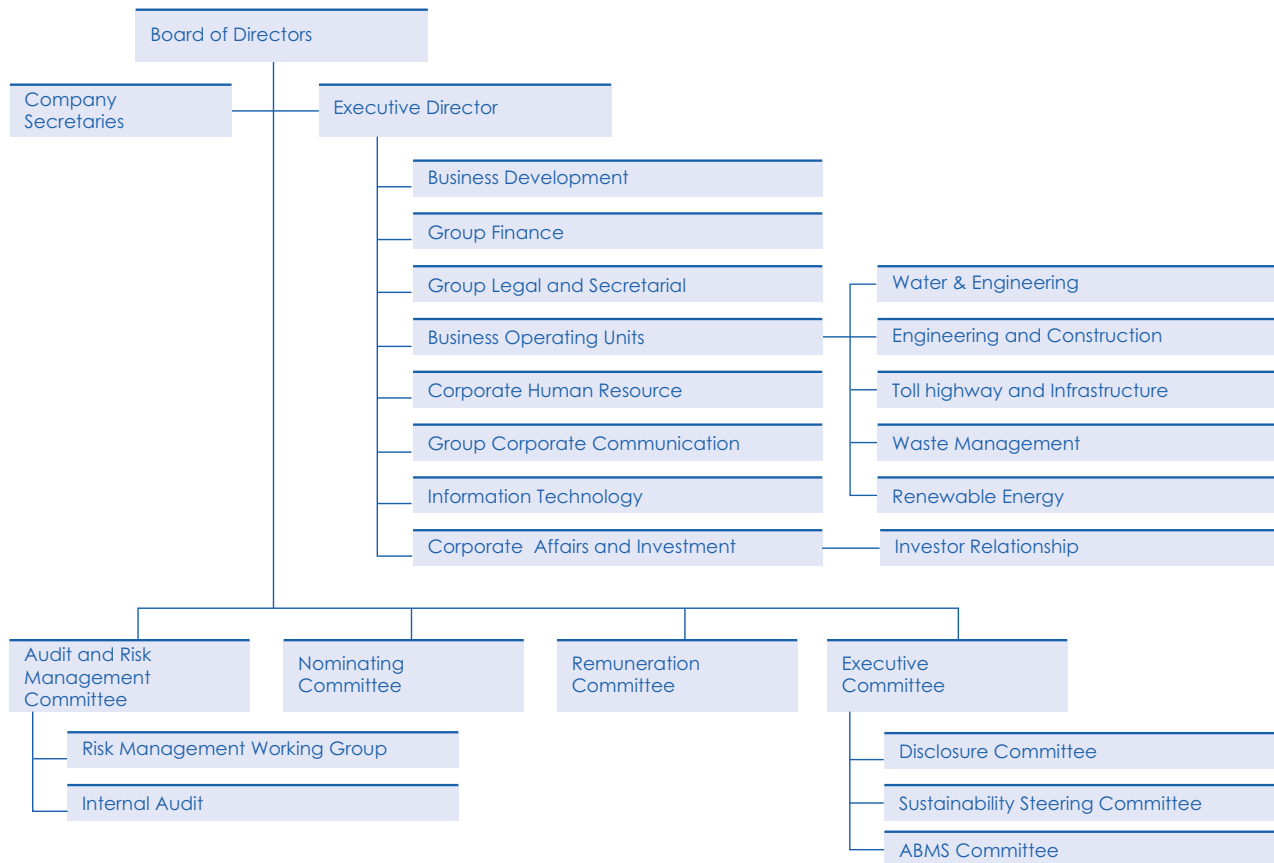 Board of Directors
Company
Secretaries
Executive Director
Business Development
Group Finance
Group Legal and Secretarial
Business Operating Units
Corporate Human Resource
Group Corporate Communication
Information Technology
Corporate Affairs and Investment
Water & Engineering
Engineering and Construction
Toll highway and Infrastructure
Waste Management
Renewable Energy
Investor Relationship
Audit and Risk
Management
Committee
Risk Management Working Group
Internal Audit
Nominating
Committee
Remuneration
Committee
Executive
Committee
Disclosure Committee
Sustainability Steering Committee
ABMS Committee